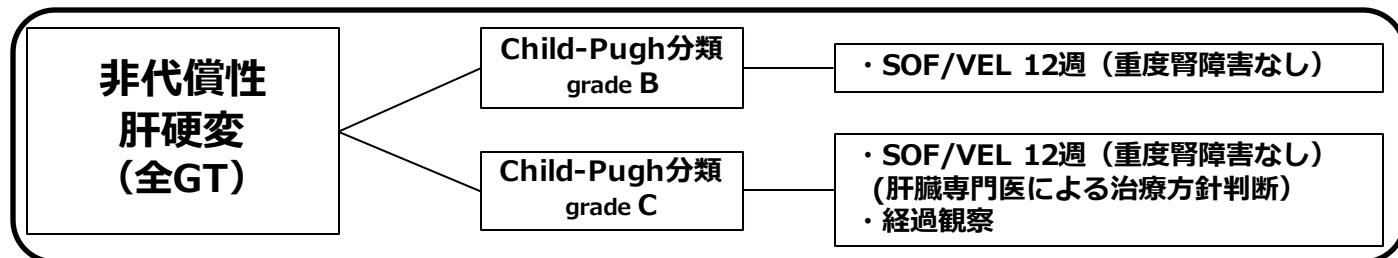 非代償性
肝硬変
（全GT）
Child-Pugh分類
grade B
・SOF/VEL 12週（重度腎障害なし）
Child-Pugh分類
grade C
・SOF/VEL 12週（重度腎障害なし）
(肝臓専門医による治療方針判断）
・経過観察